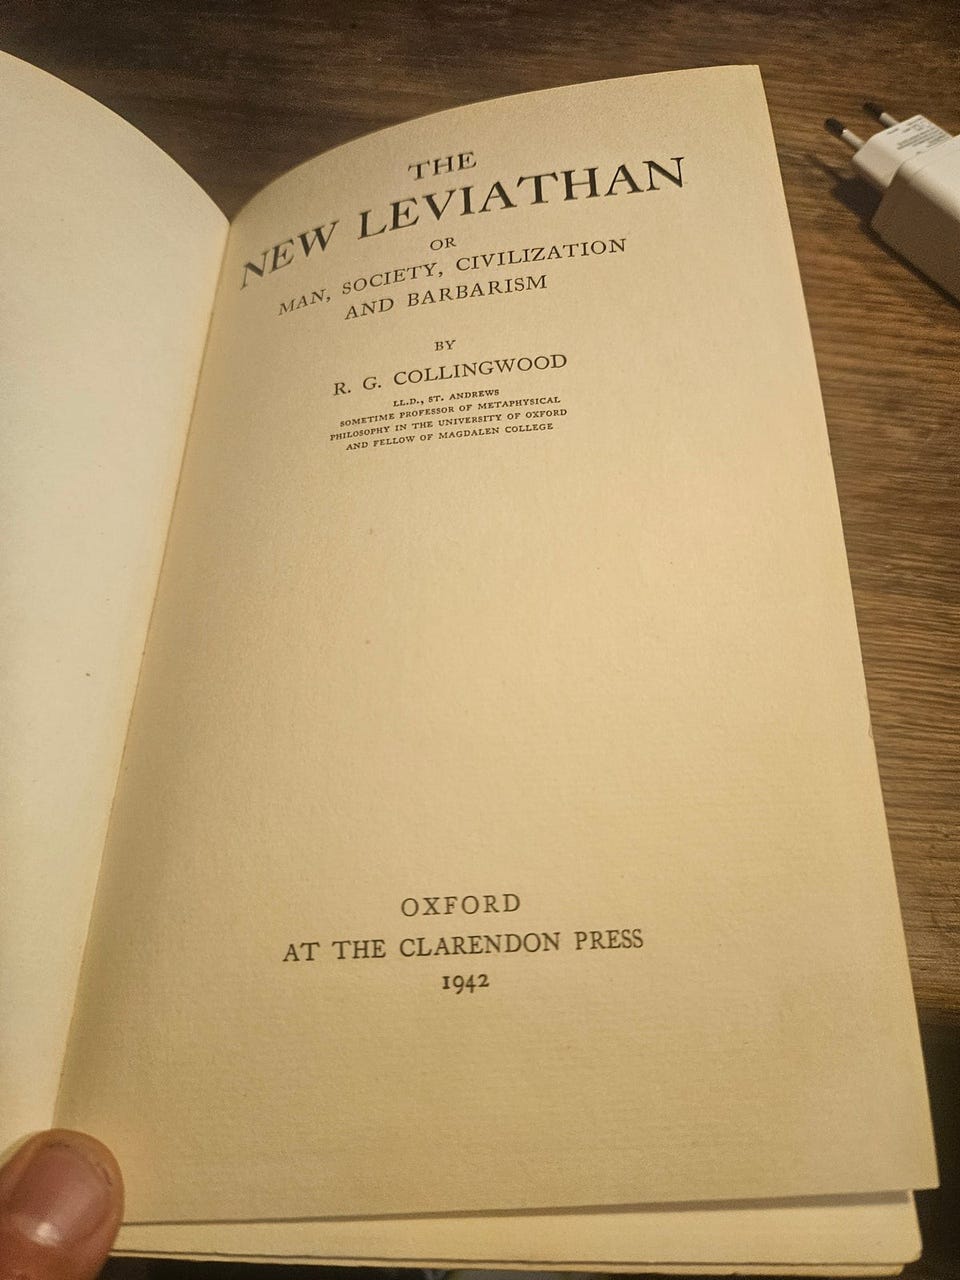 THE
NEW LEVIATHAN
OR
MAN, SOCIETY, CIVILIZATION
AND BARBARISM
BY
R. G. COLLINGWOOD
LL.D., ST. ANDREWS
SOMETIME PROFESSOR OF METAPHYSICAL
PHILOSOPHY IN THE UNIVERSITY OF OXFORD
AND FELLOW OF MAGDALEN COLLEGE
OXFORD
AT THE CLARENDON PRESS
1942